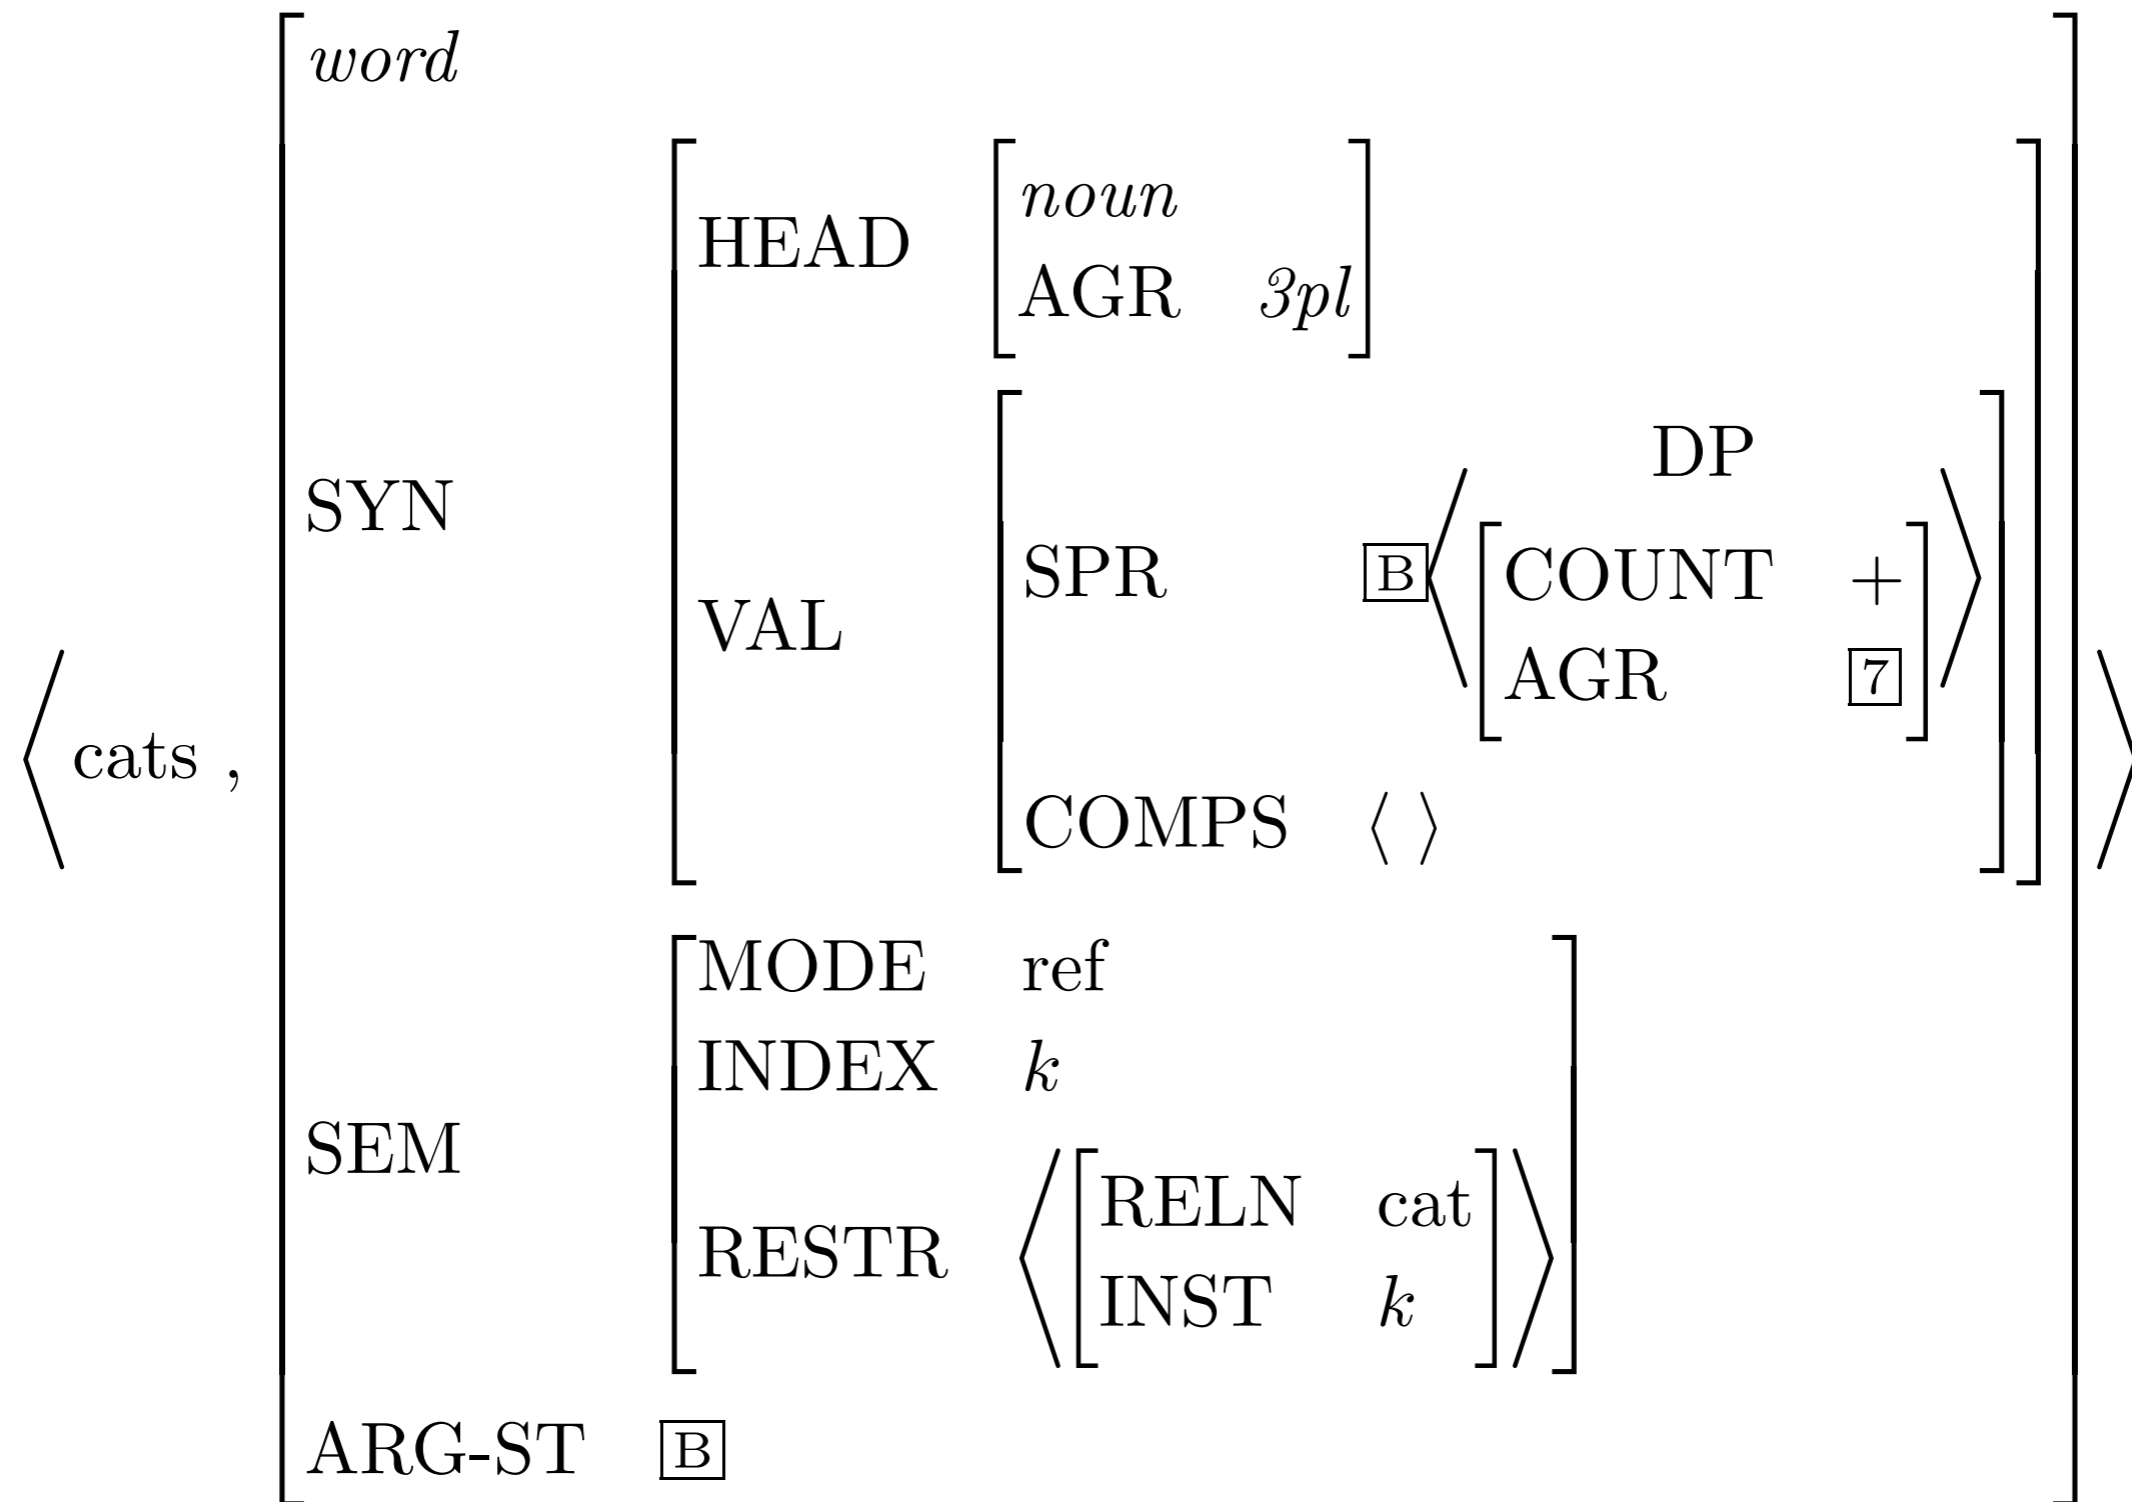 word
HEAD noun
AGR 3pl
SYN
VAL
SPR B DP
COUNT +
AGR 7
COMPS ⟨ ⟩
⟨cats ,
SEM
MODE ref
INDEX k
RESTR
RELN cat
INST k
ARG-ST B